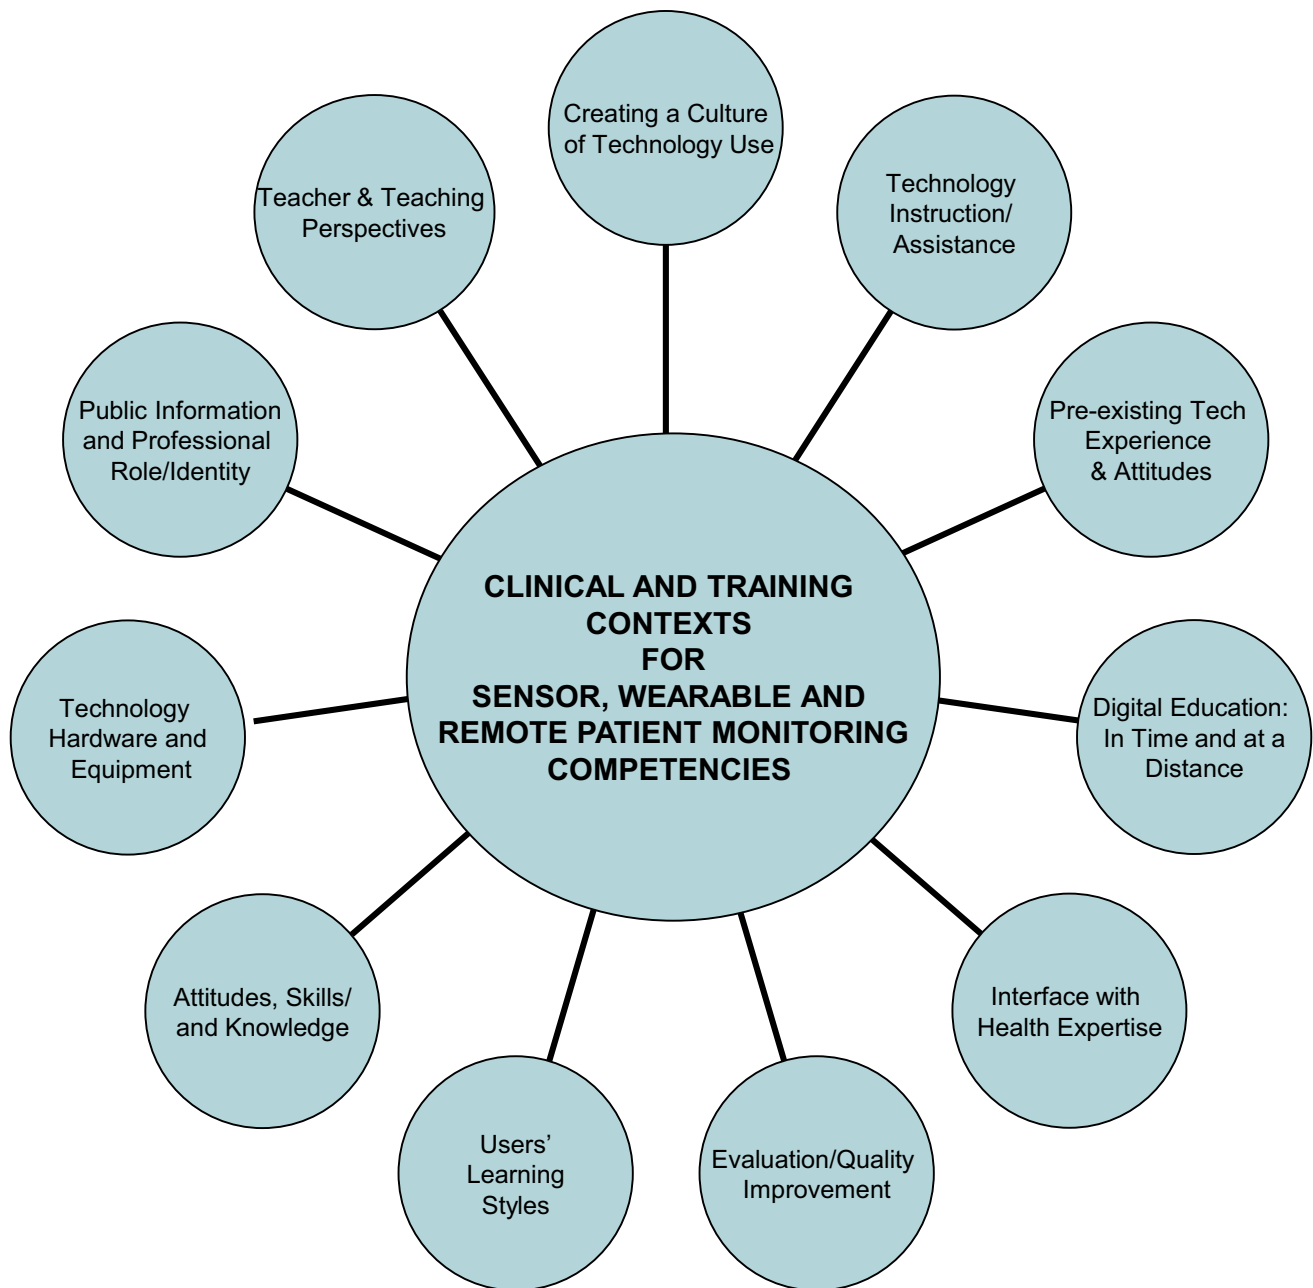 Creating a Culture
of Technology Use
Technology
Instruction/
Assistance
Pre-existing Tech
Experience
& Attitudes
Digital Education:
In Time and at a
Distance
Interface with
Health Expertise
Evaluation/Quality
Improvement
Users’
Learning
Styles
Attitudes, Skills/
and Knowledge
Technology
Hardware and
Equipment
Public Information
and Professional
Role/Identity
Teacher & Teaching
Perspectives
CLINICAL AND TRAINING
CONTEXTS
FOR
SENSOR, WEARABLE AND
REMOTE PATIENT MONITORING
COMPETENCIES